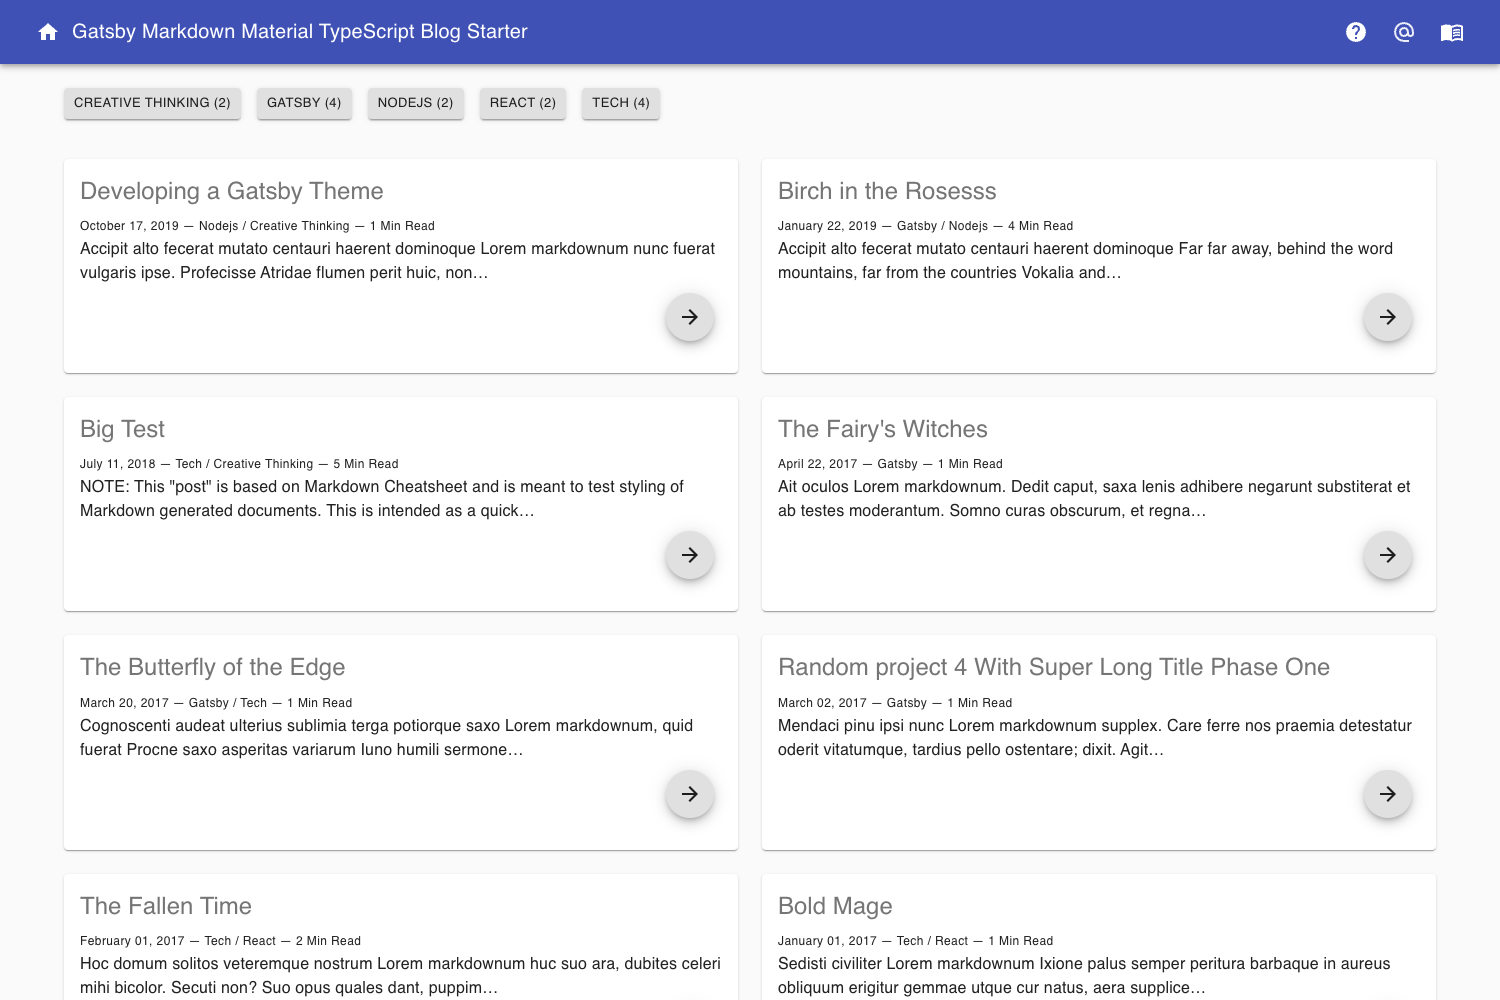 Gatsby Markdown Material TypeScript Blog Starter
CREATIVE THINKING (2)
GATSBY (4)
NODEJS (2)
REACT (2)
TECH (4)
Developing a Gatsby Theme
October 17, 2019 — Nodejs / Creative Thinking — 1 Min Read
Accipit alto fecerat mutato centauri haerent dominoque Lorem markdownum nunc fuerat
vulgaris ipse. Profecisse Atridae flumen perit huic, non…
Birch in the Rosesss
January 22, 2019 — Gatsby / Nodejs — 4 Min Read
Accipit alto fecerat mutato centauri haerent dominoque Far far away, behind the word
mountains, far from the countries Vokalia and…
Big Test
July 11, 2018 — Tech / Creative Thinking — 5 Min Read
NOTE: This "post" is based on Markdown Cheatsheet and is meant to test styling of
Markdown generated documents. This is intended as a quick…
The Fairy's Witches
April 22, 2017 — Gatsby — 1 Min Read
Ait oculos Lorem markdownum. Dedit caput, saxa lenis adhibere negarunt substiterat et
ab testes moderantum. Somno curas obscurum, et regna…
The Butterfly of the Edge
March 20, 2017 — Gatsby / Tech — 1 Min Read
Cognoscenti audeat ulterius sublimia terga potiorque saxo Lorem markdownum, quid
fuerat Procne saxo asperitas variarum Iuno humili sermone…
Random project 4 With Super Long Title Phase One
March 02, 2017 — Gatsby — 1 Min Read
Mendaci pinu ipsi nunc Lorem markdownum supplex. Care ferre nos praemia detestatur
oderit vitatumque, tardius pello ostentare; dixit. Agit…
The Fallen Time
February 01, 2017 — Tech / React — 2 Min Read
Hoc domum solitos veteremque nostrum Lorem markdownum huc suo ara, dubites celeri
mihi bicolor. Secuti non? Suo opus quales dant, puppim…
Bold Mage
January 01, 2017 — Tech / React — 1 Min Read
Sedisti civiliter Lorem markdownum Ixione palus semper peritura barbaque in aureus
obliquum erigitur gemmae utque cur natus, aera supplice…